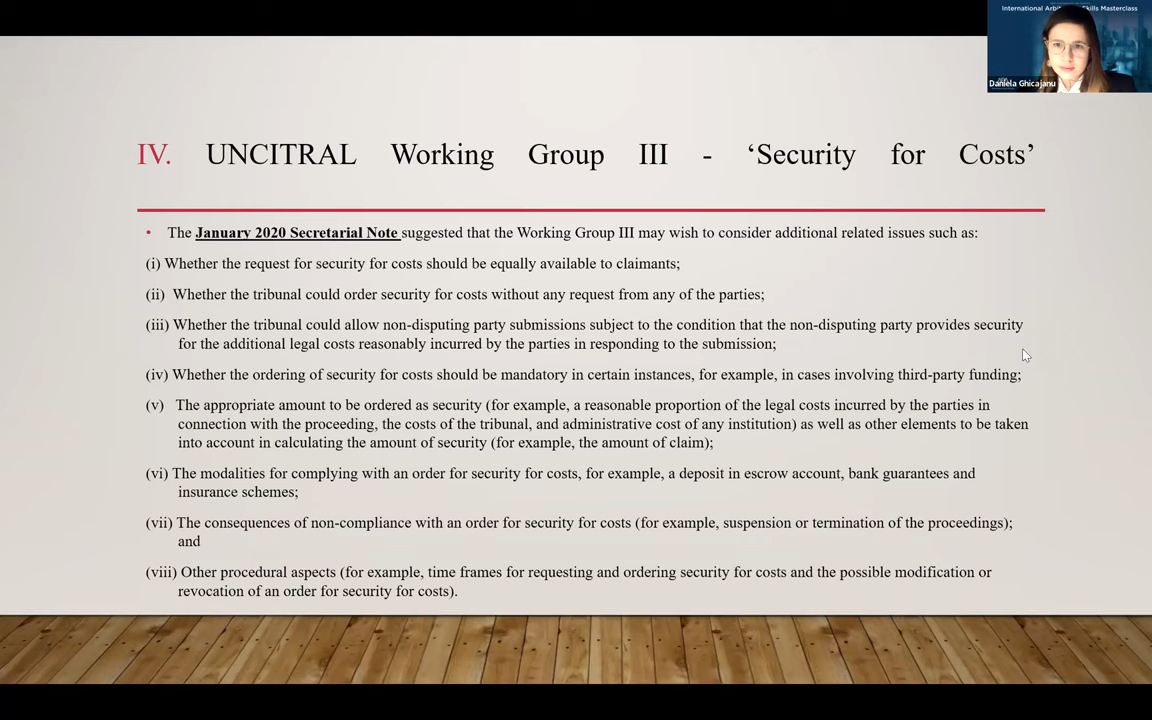 International Arb Skills Masterclass
Daniela Ghicajanu
IV. UNCITRAL Working Group III - ‘Security for Costs’
• The January 2020 Secretarial Note suggested that the Working Group III may wish to consider additional related issues such as:
(i) Whether the request for security for costs should be equally available to claimants;
(ii) Whether the tribunal could order security for costs without any request from any of the parties;
(iii) Whether the tribunal could allow non-disputing party submissions subject to the condition that the non-disputing party provides security
for the additional legal costs reasonably incurred by the parties in responding to the submission;
(iv) Whether the ordering of security for costs should be mandatory in certain instances, for example, in cases involving third-party funding;
(v) The appropriate amount to be ordered as security (for example, a reasonable proportion of the legal costs incurred by the parties in
connection with the proceeding, the costs of the tribunal, and administrative cost of any institution) as well as other elements to be taken
into account in calculating the amount of security (for example, the amount of claim);
(vi) The modalities for complying with an order for security for costs, for example, a deposit in escrow account, bank guarantees and
insurance schemes;
(vii) The consequences of non-compliance with an order for security for costs (for example, suspension or termination of the proceedings);
and
(viii) Other procedural aspects (for example, time frames for requesting and ordering security for costs and the possible modification or
revocation of an order for security for costs).